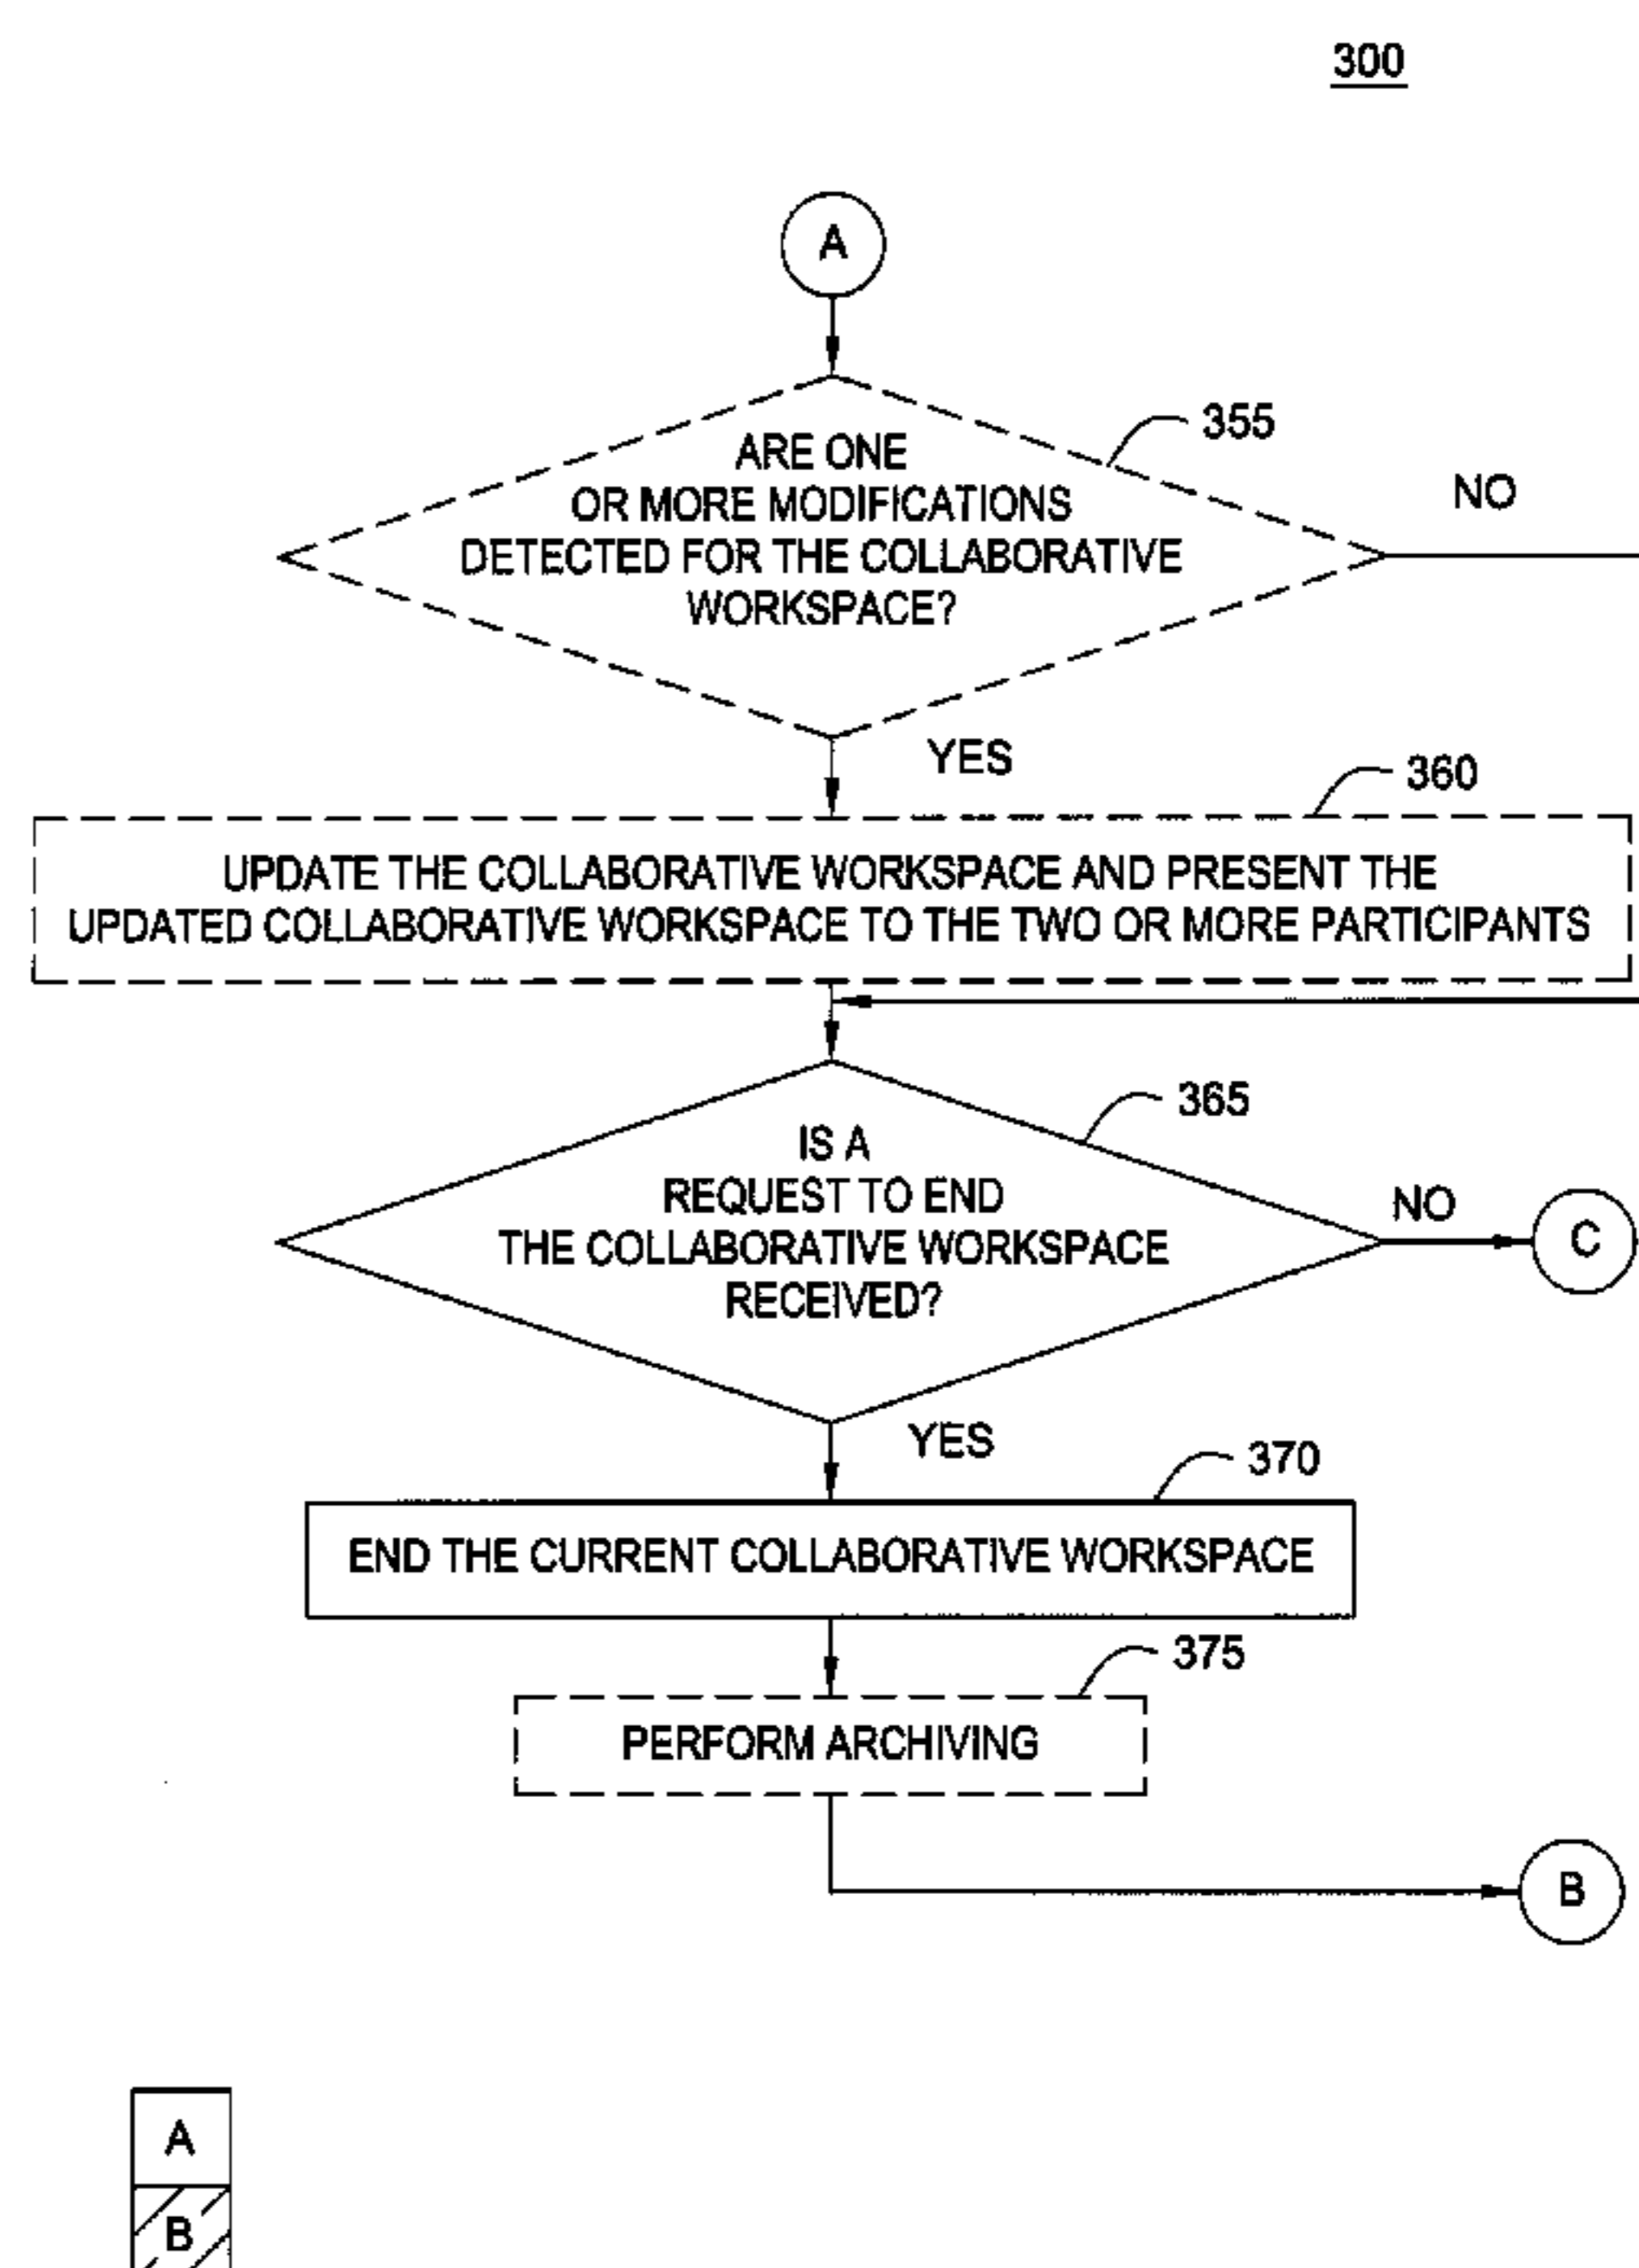 300
A
355
ARE ONE
OR MORE MODIFICATIONS
DETECTED FOR THE COLLABORATIVE
WORKSPACE?
NO
YES
360
UPDATE THE COLLABORATIVE WORKSPACE AND PRESENT THE
UPDATED COLLABORATIVE WORKSPACE TO THE TWO OR MORE PARTICIPANTS
365
IS A
REQUEST TO END
THE COLLABORATIVE WORKSPACE
RECEIVED?
NO
C
YES
370
END THE CURRENT COLLABORATIVE WORKSPACE
375
PERFORM ARCHIVING
B
A
B